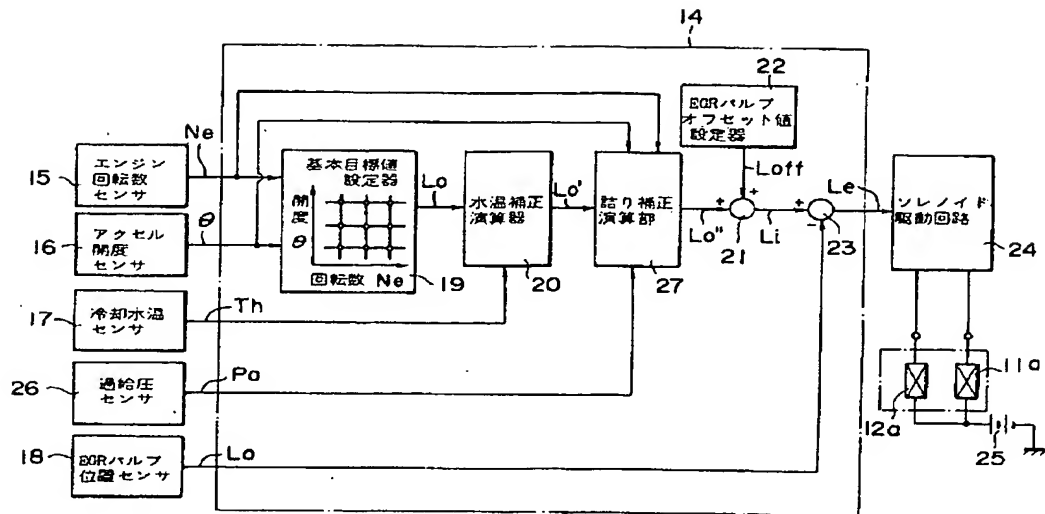 14
22
EGRバルブ
オフセット値
設定器
Ne
エンジン
回転数
センサ
15
θ
アクセル
開度
センサ
16
基本目標値
設定器
開
度
θ
回転数 Ne
19
Lo
水温補正
演算器
20
Lo'
詰り補正
演算部
27
Lo"
+
Loff
+
21
Li
+
-
23
Le
ソレノイド
駆動回路
24
冷却水温
センサ
17
Th
過給圧
センサ
26
Pa
EGRバルブ
位置センサ
18
Lo
12a
11a
25